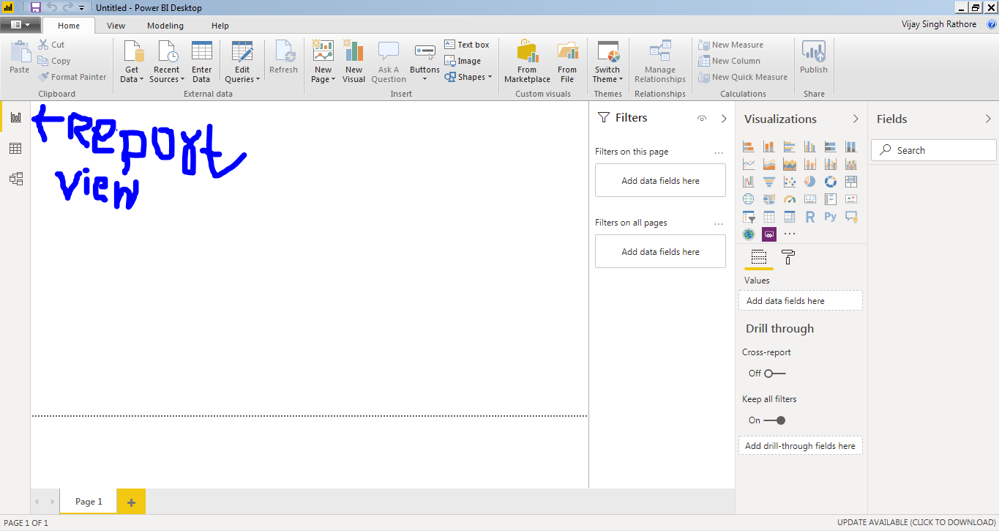 Untitled - Power BI Desktop
Home View Modeling Help
Vijay Singh Rathore
Paste
Cut
Copy
Format Painter
Clipboard
Get Data
Recent Sources
Enter Data
Edit Queries
Refresh
External data
New Page
New Visual
Ask A Question
Buttons
Text box
Image
Shapes
Insert
From Marketplace
From File
Custom visuals
Switch Theme
Themes
Manage Relationships
Relationships
New Measure
New Column
New Quick Measure
Calculations
Publish
Share
Report
view
Filters
Filters on this page ...
Add data fields here
Filters on all pages ...
Add data fields here
Visualizations
123
R Py
...
Values
Add data fields here
Drill through
Cross-report
Off
Keep all filters
On
Add drill-through fields here
Fields
Search
Page 1 +
PAGE 1 OF 1
UPDATE AVAILABLE (CLICK TO DOWNLOAD)